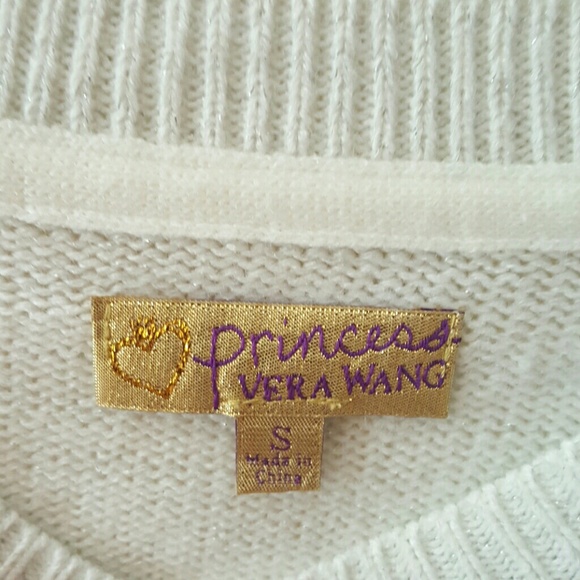 princess
VERA WANG
S
Made in
China